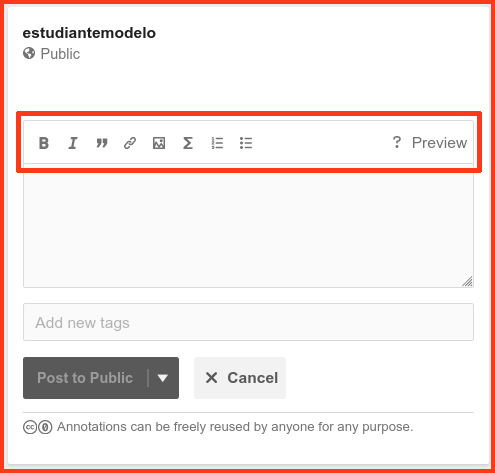 estudiantemodelo
Public
B I ❞ Σ ? Preview
Add new tags
Post to Public ▼ ✕ Cancel
Annotations can be freely reused by anyone for any purpose.